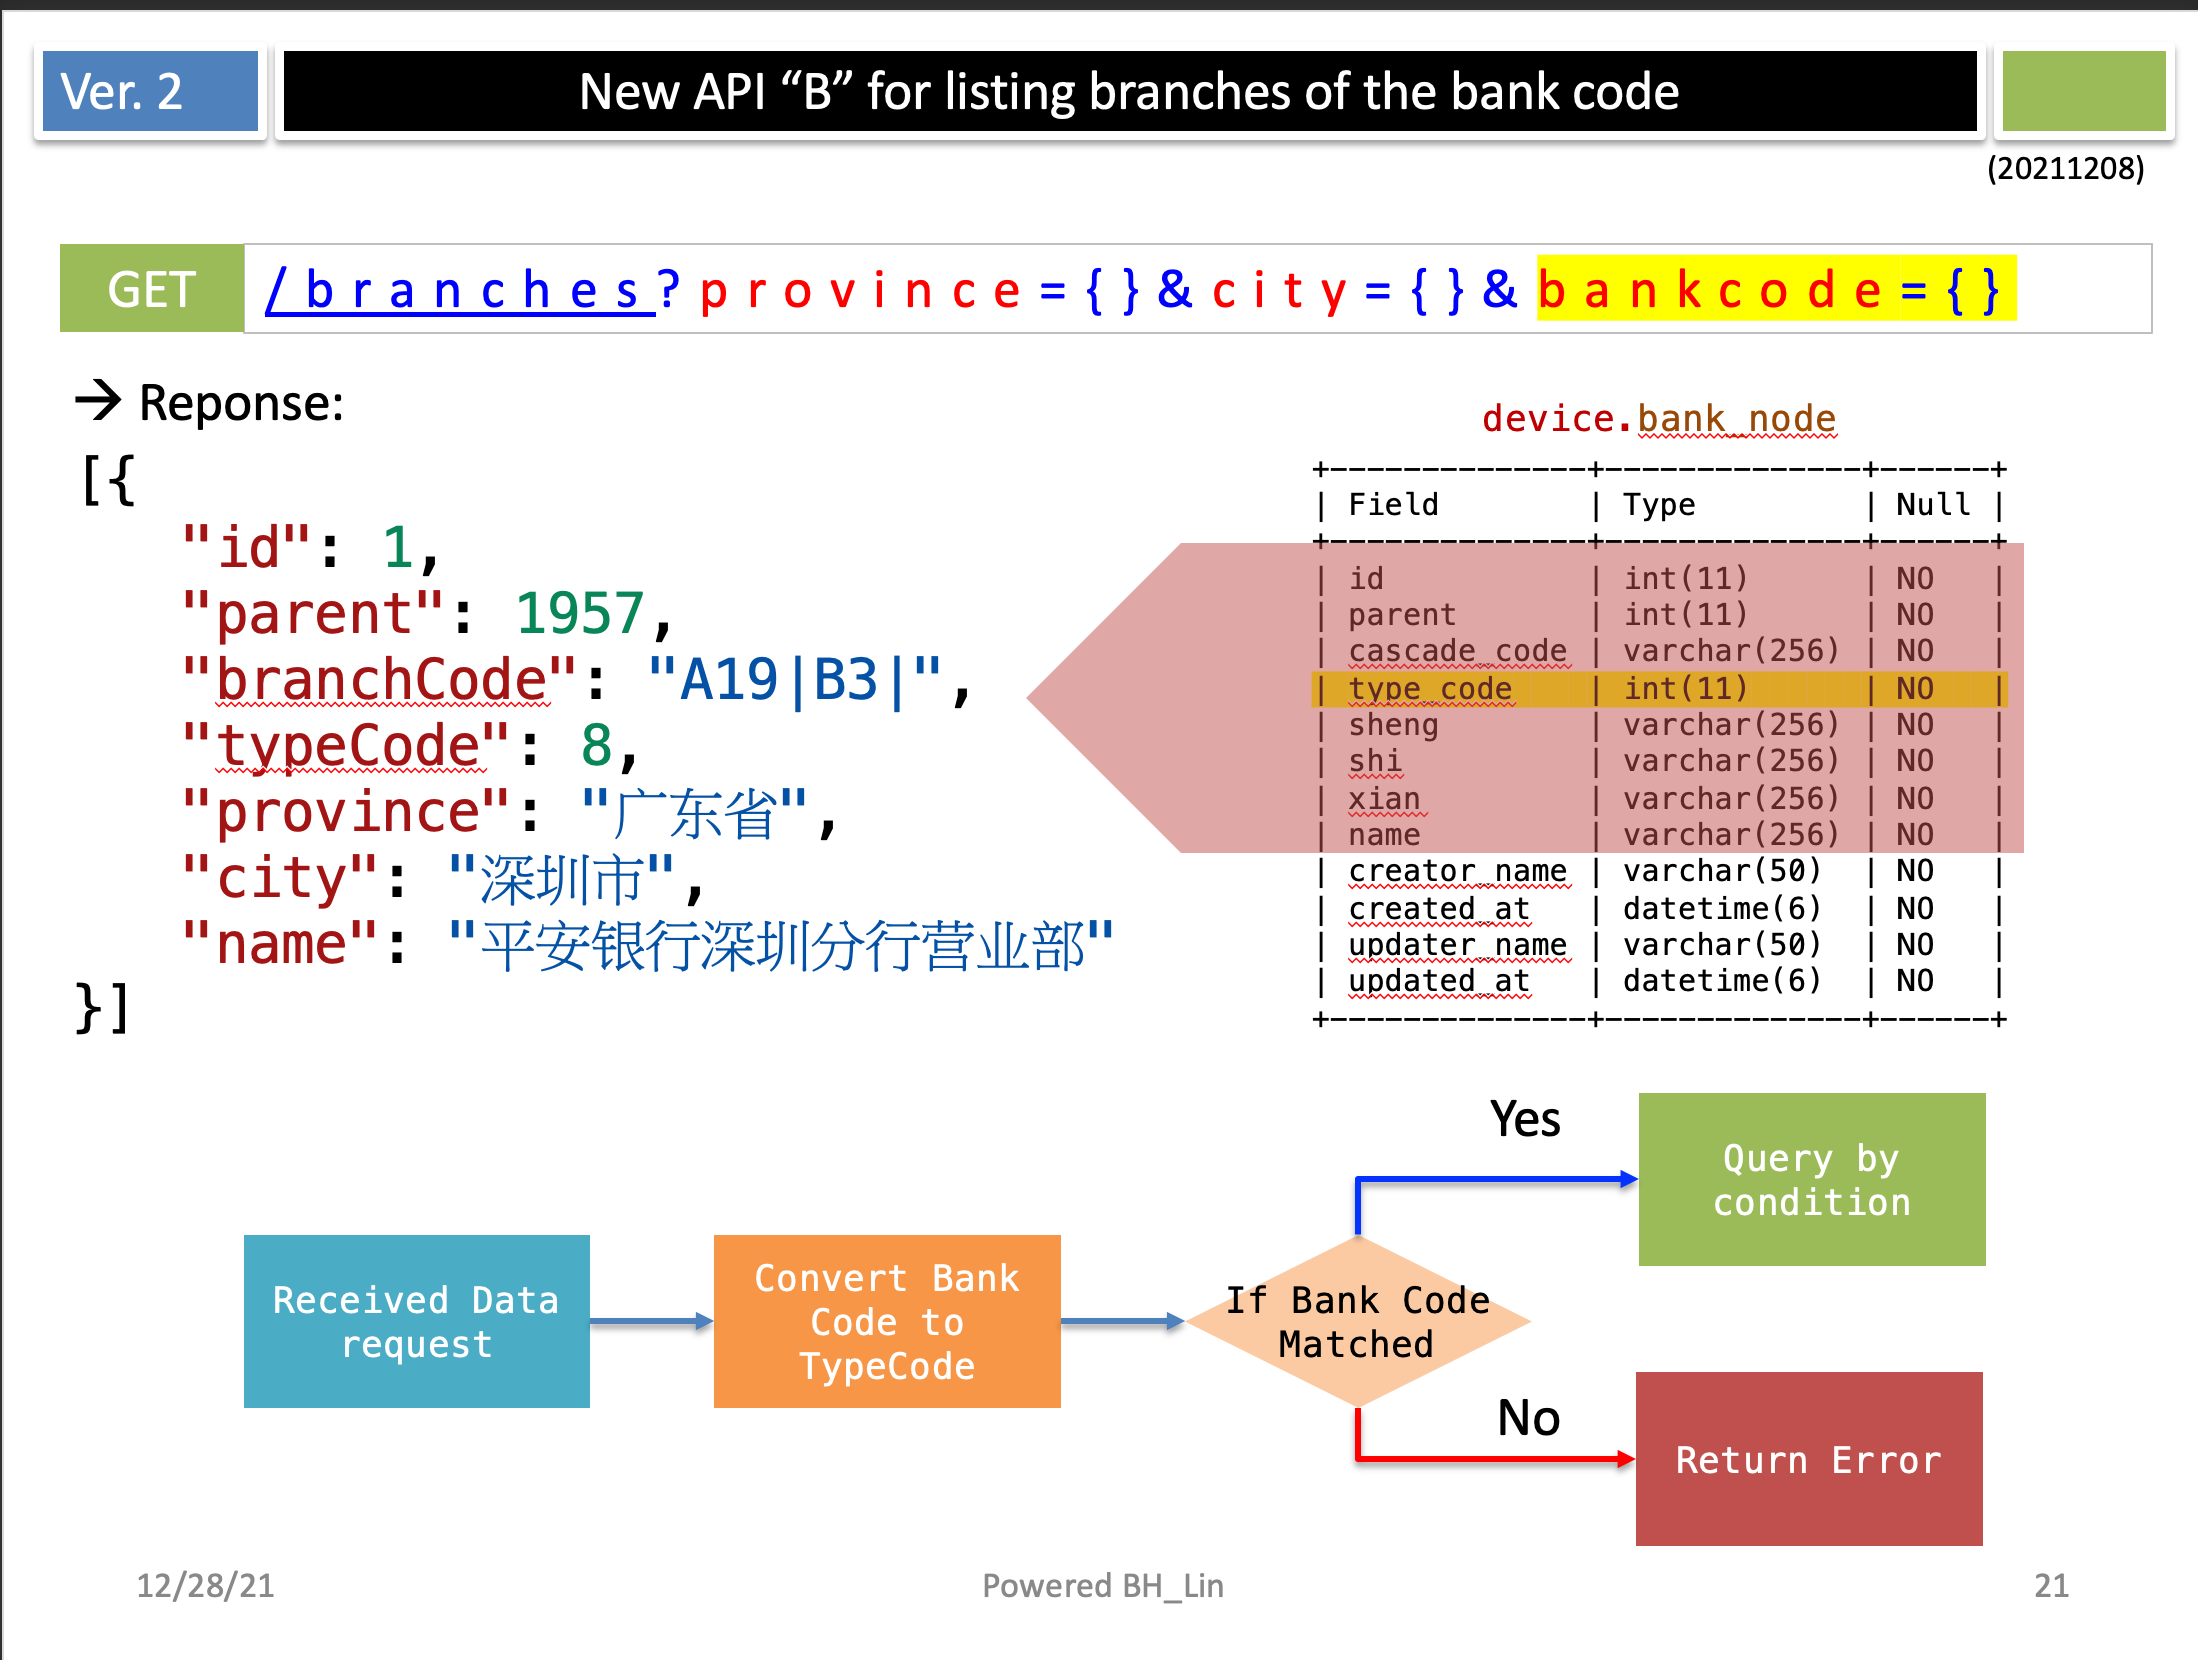 Ver. 2
New API “B” for listing branches of the bank code
(20211208)
GET
/branches?province={}&city={}&bankcode={}
→ Reponse:
[{
"id": 1,
"parent": 1957,
"branchCode": "A19|B3|",
"typeCode": 8,
"province": "广东省",
"city": "深圳市",
"name": "平安银行深圳分行营业部"
}]
device.bank_node
+--------------+--------------+------+
| Field | Type | Null |
+--------------+--------------+------+
| id | int(11) | NO |
| parent | int(11) | NO |
| cascade_code | varchar(256) | NO |
| type_code | int(11) | NO |
| sheng | varchar(256) | NO |
| shi | varchar(256) | NO |
| xian | varchar(256) | NO |
| name | varchar(256) | NO |
| creator_name | varchar(50) | NO |
| created_at | datetime(6) | NO |
| updater_name | varchar(50) | NO |
| updated_at | datetime(6) | NO |
+--------------+--------------+------+
Received Data
request
Convert Bank
Code to
TypeCode
If Bank Code
Matched
Yes
Query by
condition
No
Return Error
12/28/21
Powered BH_Lin
21